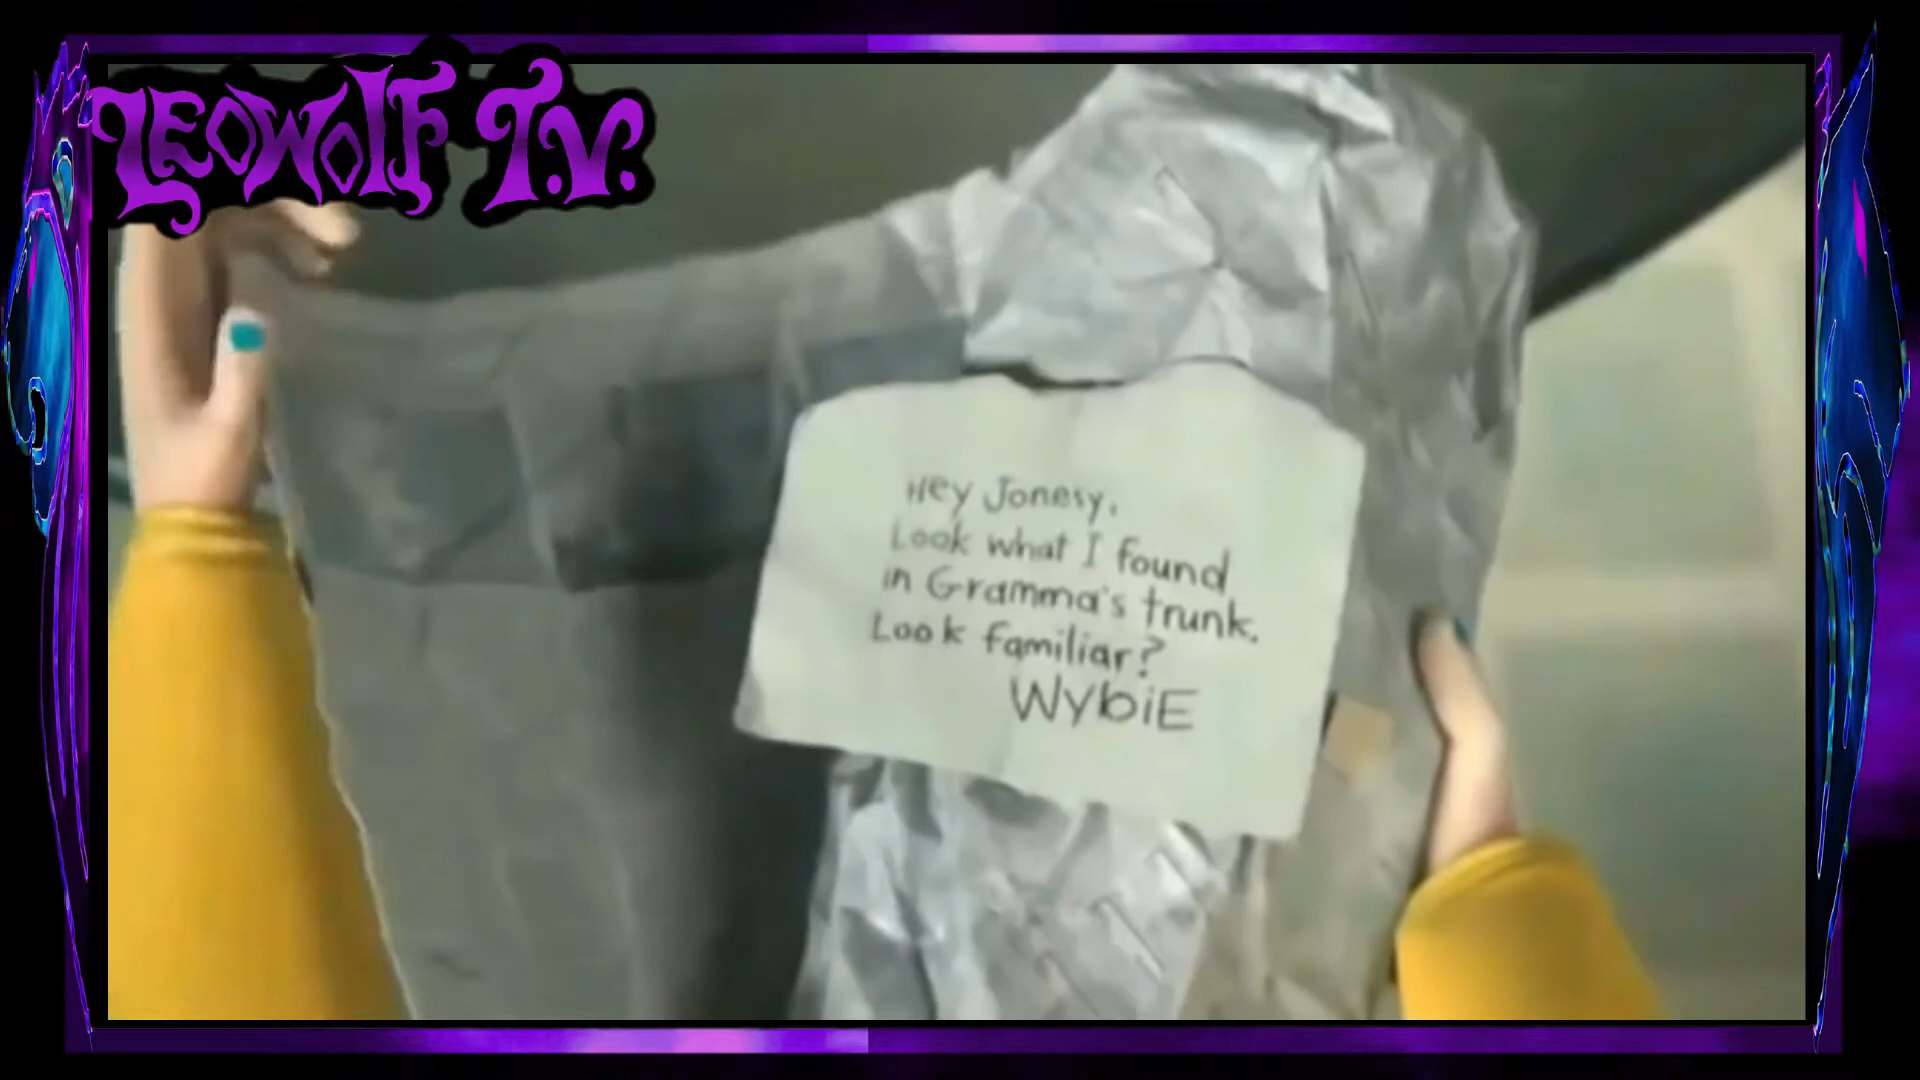 LEOWOLF T.V.
Hey Jonesy,
Look what I found
in Gramma's trunk.
Look familiar?
WybiE